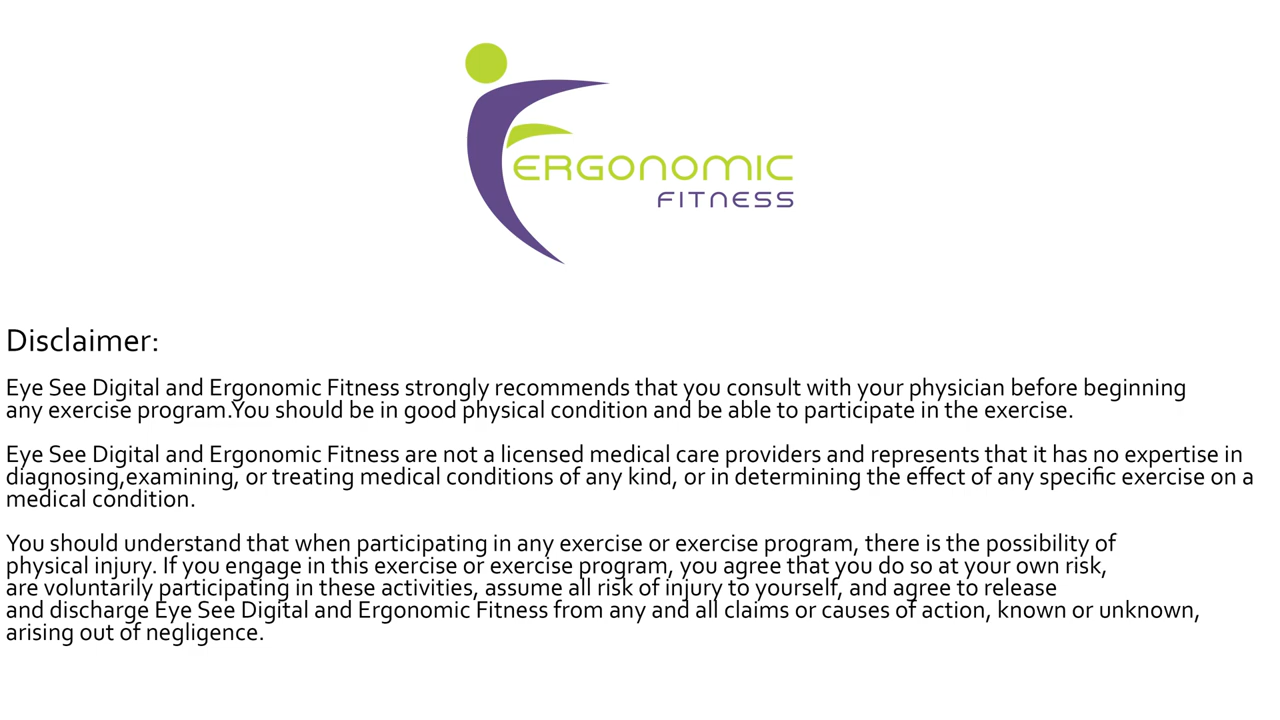 ERGONOMIC
FITNESS
Disclaimer:
Eye See Digital and Ergonomic Fitness strongly recommends that you consult with your physician before beginning
any exercise program.You should be in good physical condition and be able to participate in the exercise.
Eye See Digital and Ergonomic Fitness are not a licensed medical care providers and represents that it has no expertise in
diagnosing,examining, or treating medical conditions of any kind, or in determining the effect of any specific exercise on a
medical condition.
You should understand that when participating in any exercise or exercise program, there is the possibility of
physical injury. If you engage in this exercise or exercise program, you agree that you do so at your own risk,
are voluntarily participating in these activities, assume all risk of injury to yourself, and agree to release
and discharge Eye See Digital and Ergonomic Fitness from any and all claims or causes of action, known or unknown,
arising out of negligence.